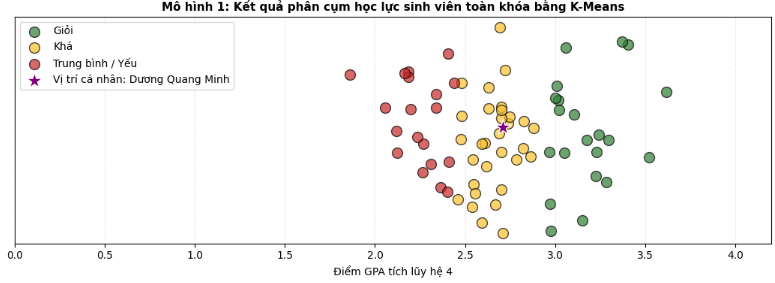 Mô hình 1: Kết quả phân cụm học lực sinh viên toàn khóa bằng K-Means
Giỏi
Khá
Trung bình / Yếu
Vị trí cá nhân: Dương Quang Minh
0.0 0.5 1.0 1.5 2.0 2.5 3.0 3.5 4.0
Điểm GPA tích lũy hệ 4